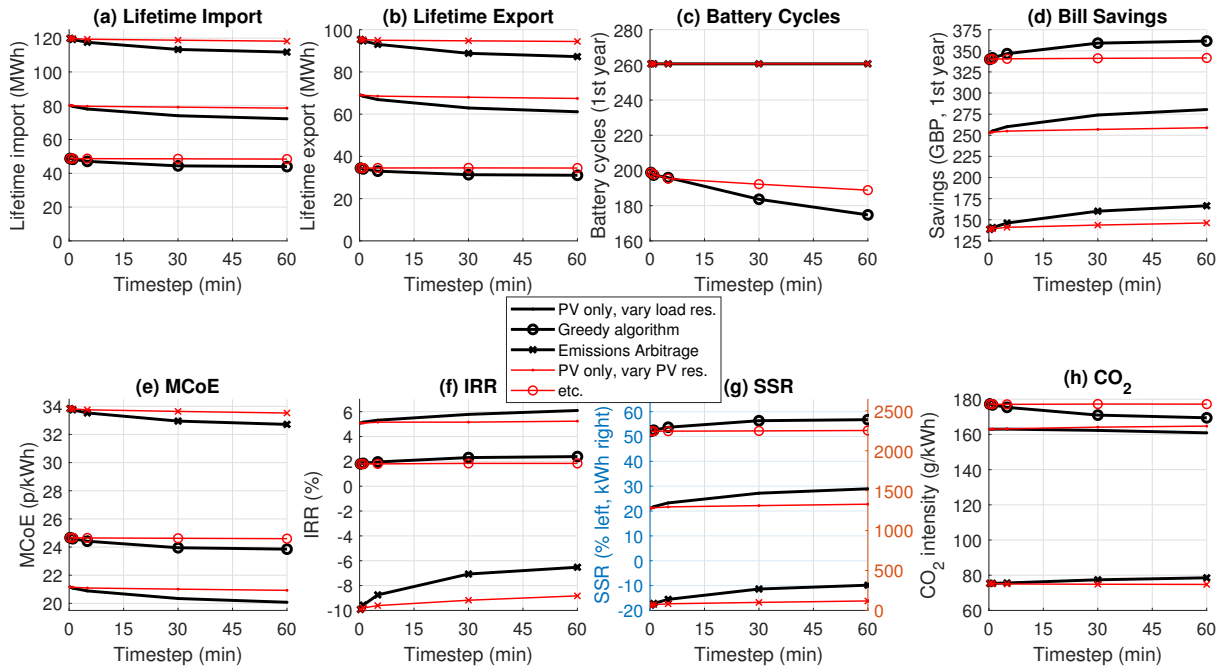 (a) Lifetime Import
Lifetime import (MWh)
120
100
80
60
40
20
0
0 15 30 45 60
Timestep (min)
(b) Lifetime Export
Lifetime export (MWh)
100
80
60
40
20
0
0 15 30 45 60
Timestep (min)
(c) Battery Cycles
Battery cycles (1st year)
280
260
240
220
200
180
160
0 15 30 45 60
Timestep (min)
(d) Bill Savings
Savings (GBP, 1st year)
375
350
325
300
275
250
225
200
175
150
125
0 15 30 45 60
Timestep (min)
PV only, vary load res.
Greedy algorithm
Emissions Arbitrage
PV only, vary PV res.
etc.
(e) MCoE
MCoE (p/kWh)
34
32
30
28
26
24
22
20
0 15 30 45 60
Timestep (min)
(f) IRR
IRR (%)
6
4
2
0
-2
-4
-6
-8
-10
0 15 30 45 60
Timestep (min)
(g) SSR
SSR (% left, kWh right)
60
50
40
30
20
10
0
-10
-20
2500
2000
1500
1000
500
0
0 15 30 45 60
Timestep (min)
(h) CO2
CO2 intensity (g/kWh)
180
160
140
120
100
80
60
0 15 30 45 60
Timestep (min)